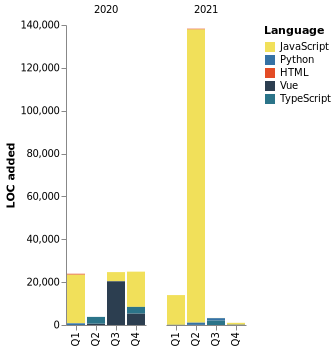 2020 2021
Language
JavaScript
Python
HTML
Vue
TypeScript
LOC added
140,000
120,000
100,000
80,000
60,000
40,000
20,000
0
Q1 Q2 Q3 Q4 Q1 Q2 Q3 Q4